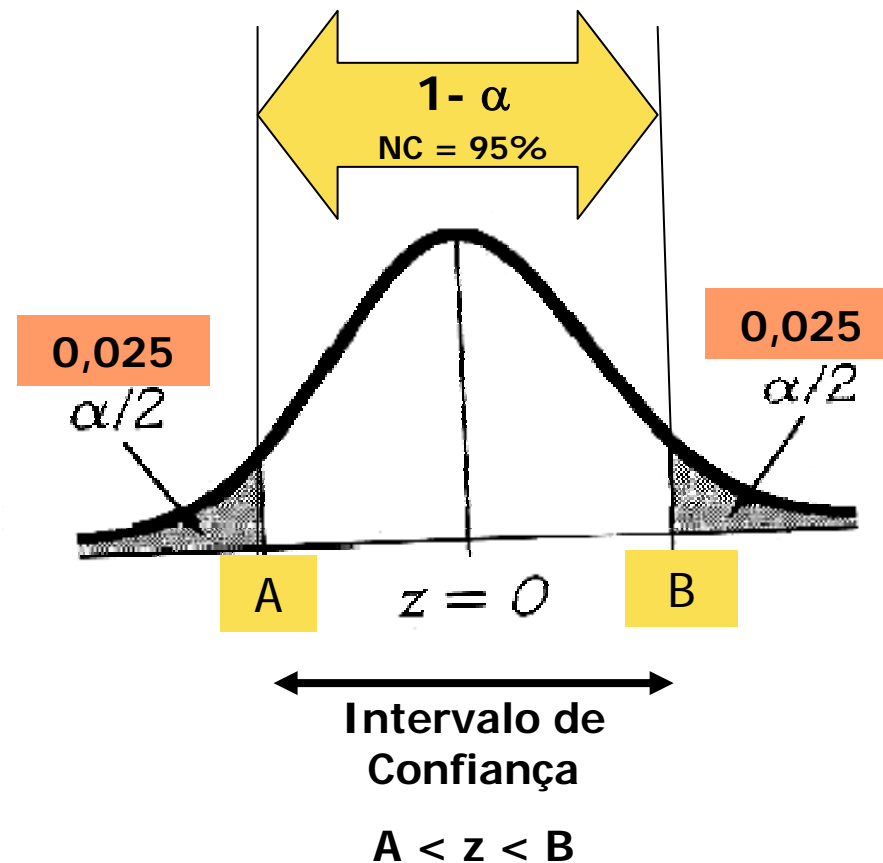 1- α
NC = 95%
0,025
α/2
0,025
α/2
A
z = 0
B
Intervalo de
Confiança
A < z < B